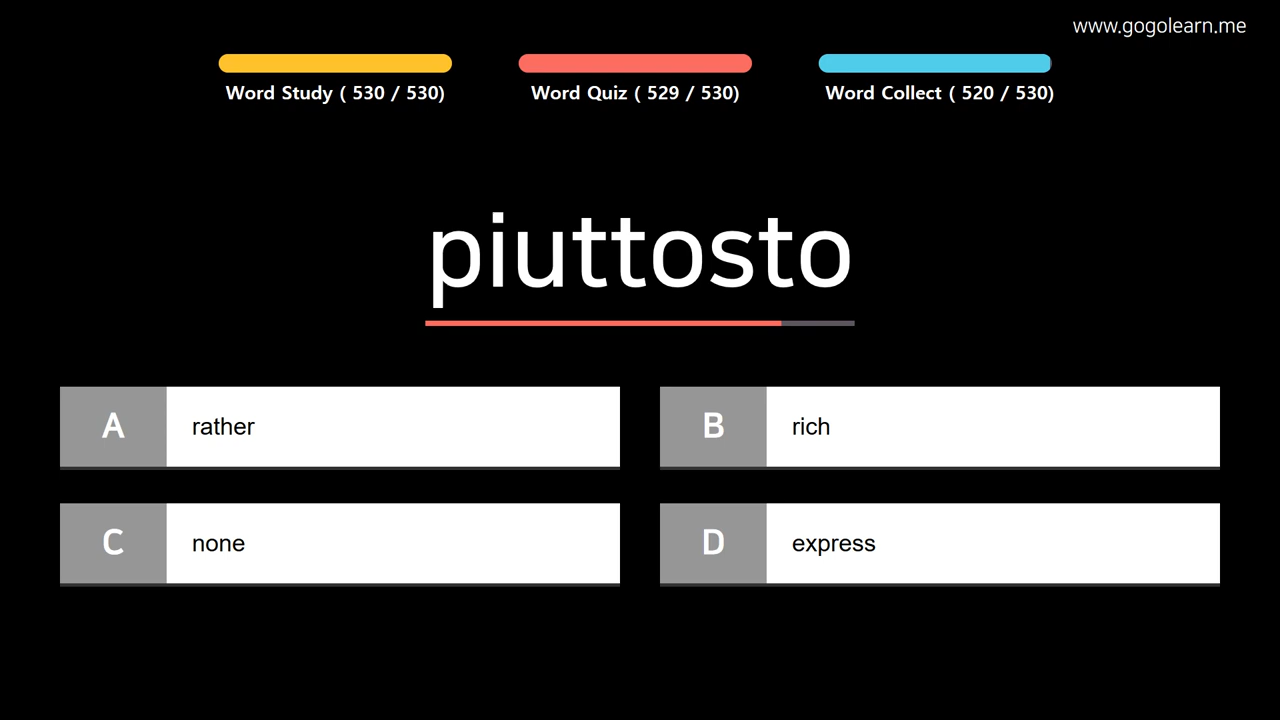 www.gogolearn.me
Word Study ( 530 / 530)
Word Quiz ( 529 / 530)
Word Collect ( 520 / 530)
piuttosto
A rather
B rich
C none
D express